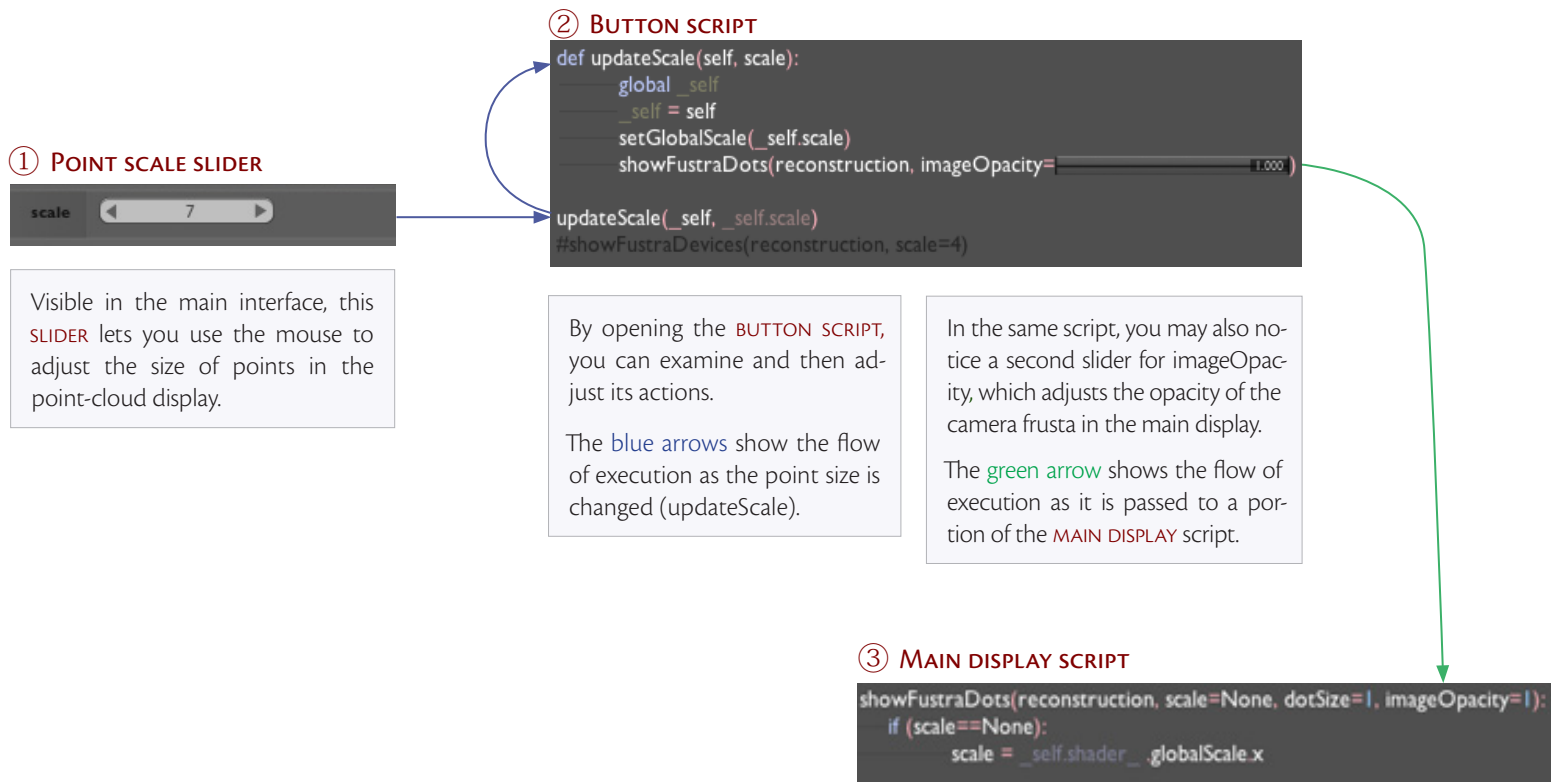 ① Point scale slider
scale 7
Visible in the main interface, this
slider lets you use the mouse to
adjust the size of points in the
point-cloud display.
② Button script
def updateScale(self, scale):
global _self
_self = self
setGlobalScale(_self.scale)
showFustraDots(reconstruction, imageOpacity= 1.000 )
updateScale(_self, _self.scale)
#showFustraDevices(reconstruction, scale=4)
By opening the button script,
you can examine and then ad-
just its actions.
The blue arrows show the flow
of execution as the point size is
changed (updateScale).
In the same script, you may also no-
tice a second slider for imageOpac-
ity, which adjusts the opacity of the
camera frusta in the main display.
The green arrow shows the flow of
execution as it is passed to a por-
tion of the main display script.
③ Main display script
showFustraDots(reconstruction, scale=None, dotSize=1, imageOpacity=1):
if (scale==None):
scale = _self.shader_ .globalScale.x